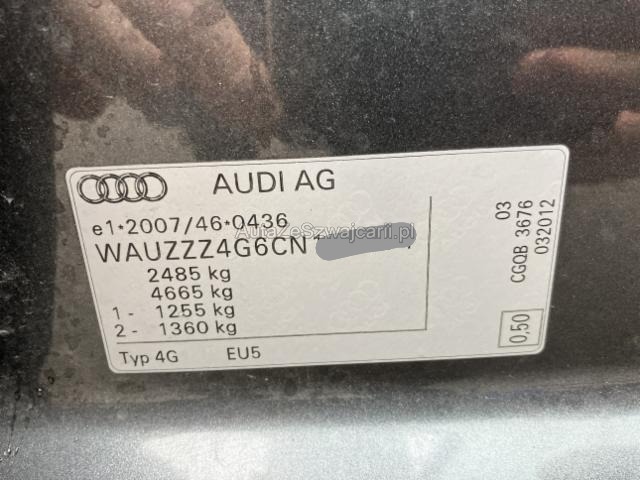 AUDI AG
e1*2007/46*0436
AutaZeSzwajcarii.pl
WAUZZZ4G6CN
2485 kg
4665 kg
1 - 1255 kg
2 - 1360 kg
Typ 4G EU5
03
CGQB 3676
032012
0,50